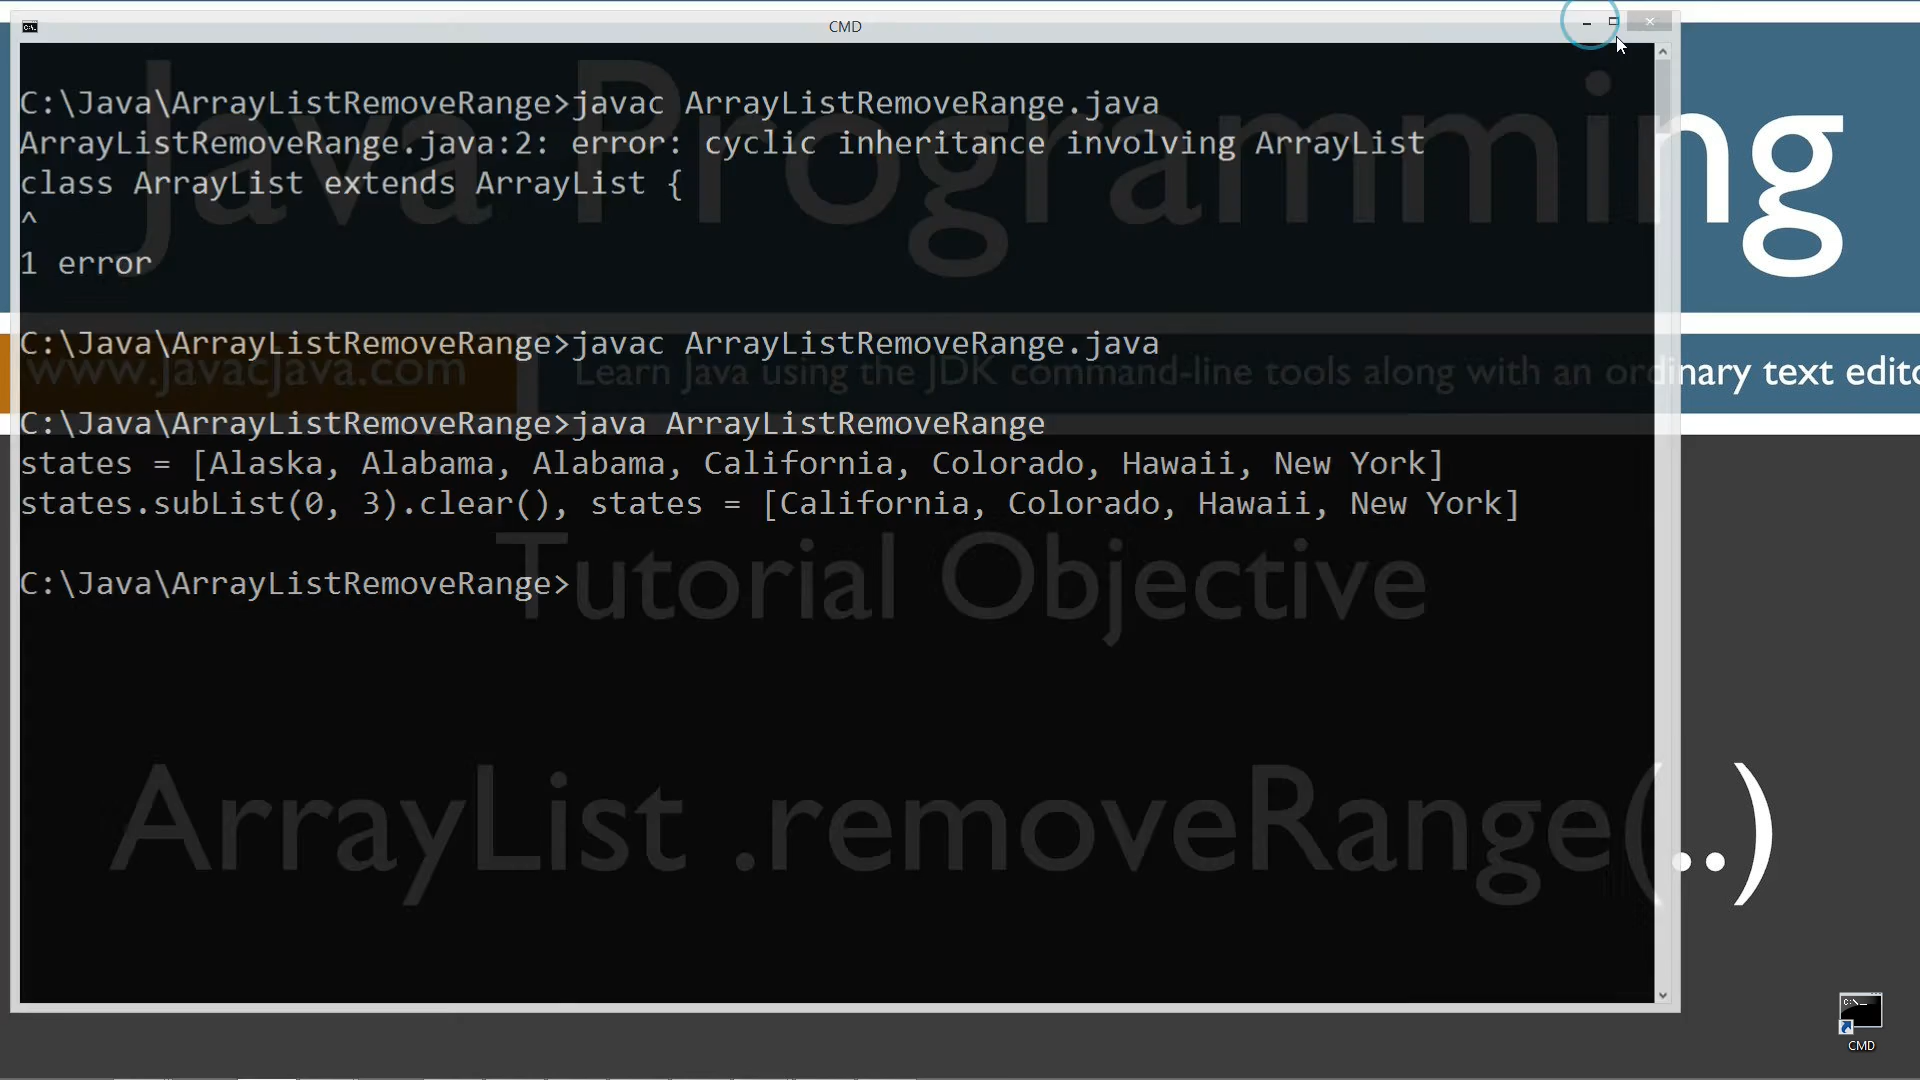 CMD
C:\Java\ArrayListRemoveRange>javac ArrayListRemoveRange.java
ArrayListRemoveRange.java:2: error: cyclic inheritance involving ArrayList
class ArrayList extends ArrayList {
^
1 error
C:\Java\ArrayListRemoveRange>javac ArrayListRemoveRange.java
C:\Java\ArrayListRemoveRange>java ArrayListRemoveRange
states = [Alaska, Alabama, Alabama, California, Colorado, Hawaii, New York]
states.subList(0, 3).clear(), states = [California, Colorado, Hawaii, New York]
C:\Java\ArrayListRemoveRange>
Java Programming
www.javacjava.com
Learn Java using the JDK command-line tools along with an ordinary text edito
Tutorial Objective
ArrayList .removeRange(..)
CMD